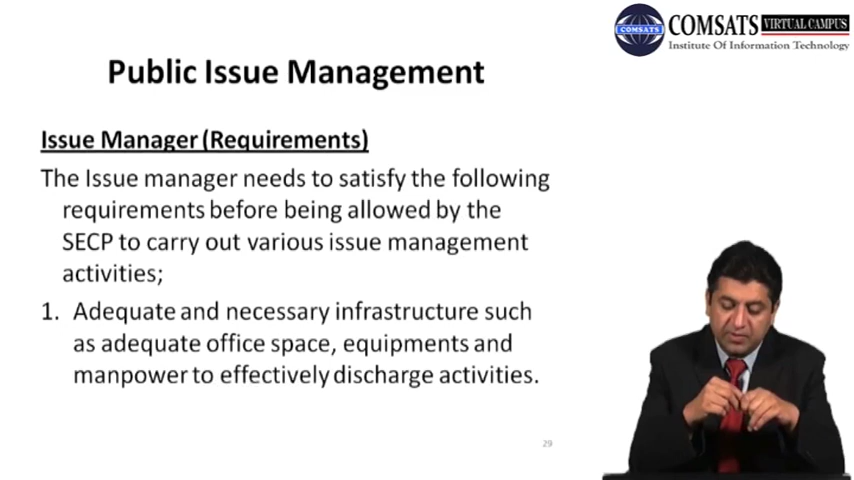 COMSATS
COMSATS VIRTUAL CAMPUS
Institute Of Information Technology
Public Issue Management
Issue Manager (Requirements)
The Issue manager needs to satisfy the following
requirements before being allowed by the
SECP to carry out various issue management
activities;
1. Adequate and necessary infrastructure such
as adequate office space, equipments and
manpower to effectively discharge activities.
29